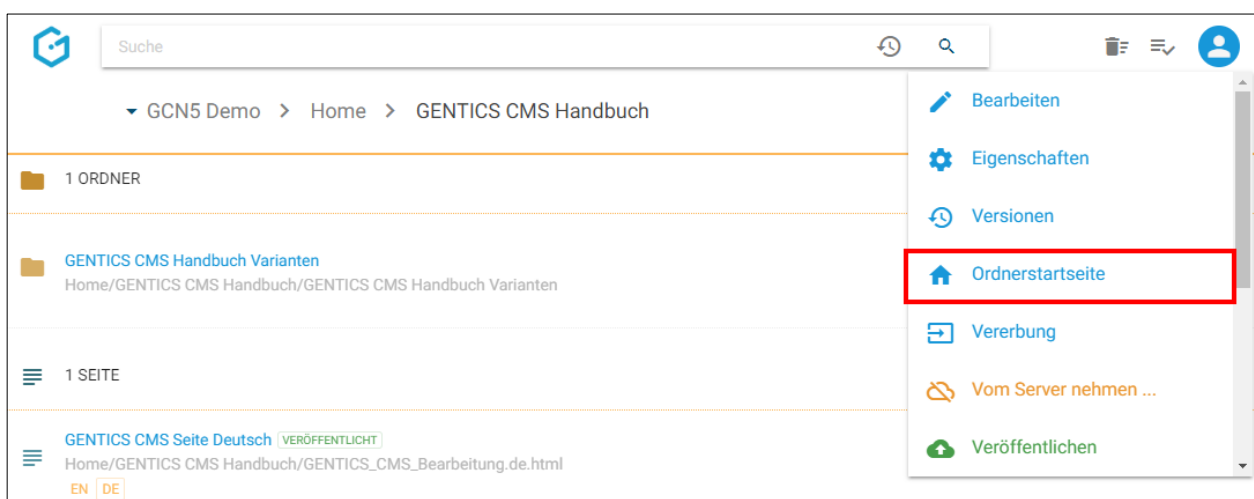 Suche
GCN5 Demo > Home > GENTICS CMS Handbuch
1 ORDNER
GENTICS CMS Handbuch Varianten
Home/GENTICS CMS Handbuch/GENTICS CMS Handbuch Varianten
1 SEITE
GENTICS CMS Seite Deutsch VERÖFFENTLICHT
Home/GENTICS CMS Handbuch/GENTICS_CMS_Bearbeitung.de.html
EN DE
Bearbeiten
Eigenschaften
Versionen
Ordnerstartseite
Vererbung
Vom Server nehmen ...
Veröffentlichen